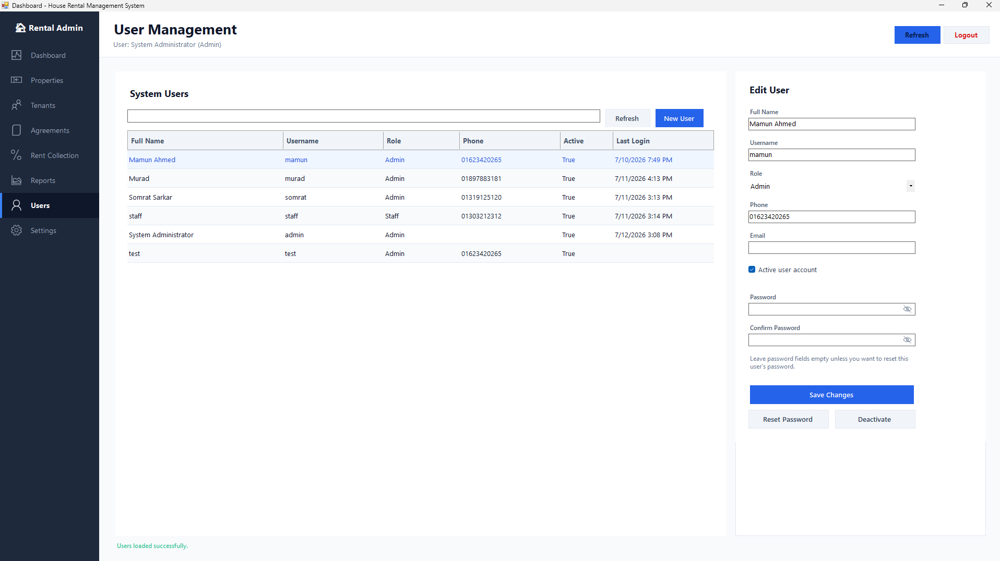 Dashboard - House Rental Management System
Rental Admin
Dashboard
Properties
Tenants
Agreements
Rent Collection
Reports
Users
Settings
User Management
User: System Administrator (Admin)
Refresh
Logout
System Users
Refresh
New User
Full Name Username Role Phone Active Last Login
Mamun Ahmed mamun Admin 01623420265 True 7/10/2026 7:49 PM
Murad murad Admin 01897883181 True 7/11/2026 4:13 PM
Somrat Sarkar somrat Admin 01319125120 True 7/11/2026 3:13 PM
staff staff Staff 01303212312 True 7/11/2026 3:14 PM
System Administrator admin Admin True 7/12/2026 3:08 PM
test test Admin 01623420265 True
Users loaded successfully.
Edit User
Full Name
Mamun Ahmed
Username
mamun
Role
Admin
Phone
01623420265
Email
Active user account
Password
Confirm Password
Leave password fields empty unless you want to reset this
user's password.
Save Changes
Reset Password
Deactivate